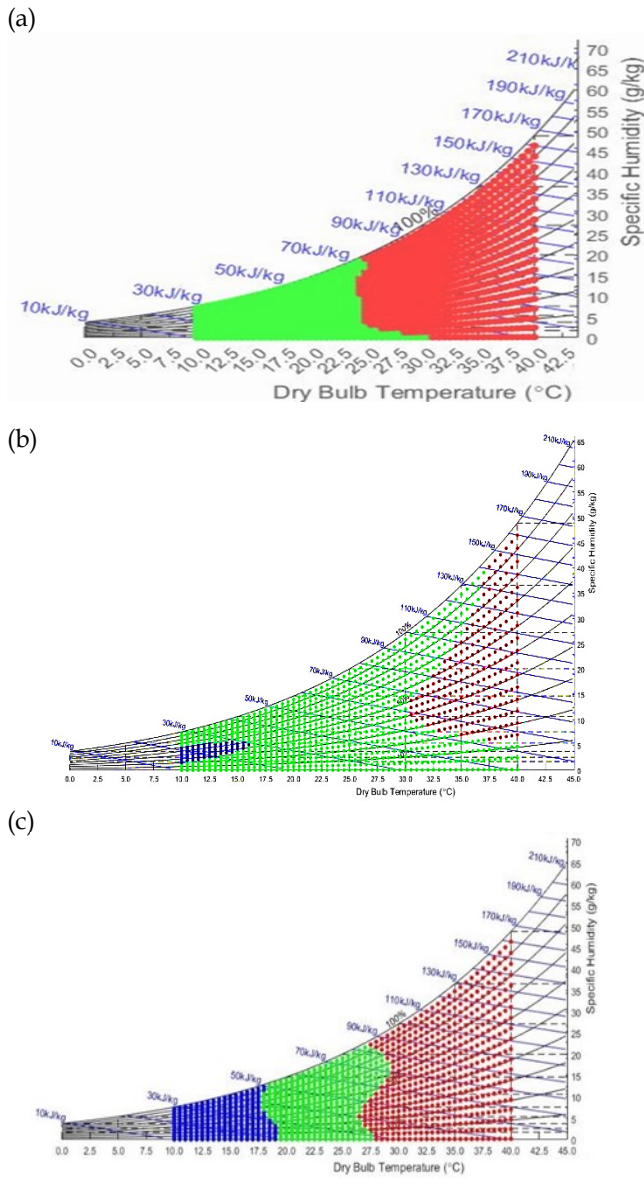 (a)
210kJ/k
190kJ/kg
170kJ/kg
150kJ/kg
130kJ/kg
110kJ/kg
100%
90kJ/kg
70kJ/kg
50kJ/kg
30kJ/kg
10kJ/kg
70
65
60
55
50
45
40
35
30
25
20
15
10
5
0
Specific Humidity (g/kg)
0.0 2.5 5.0 7.5 10.0 12.5 15.0 17.5 20.0 22.5 25.0 27.5 30.0 32.5 35.0 37.5 40.0 42.5
Dry Bulb Temperature (°C)
(b)
210kJ/kg
190kJ/kg
170kJ/kg
150kJ/kg
130kJ/kg
110kJ/kg
100%
90kJ/kg
70kJ/kg
50kJ/kg
30kJ/kg
10kJ/kg
65
60
55
50
45
40
35
30
25
20
15
10
5
0
Specific Humidity (g/kg)
0.0 2.5 5.0 7.5 10.0 12.5 15.0 17.5 20.0 22.5 25.0 27.5 30.0 32.5 35.0 37.5 40.0 42.5 45.0
Dry Bulb Temperature (°C)
(c)
210kJ/kg
190kJ/kg
170kJ/kg
150kJ/kg
130kJ/kg
110kJ/kg
100%
90kJ/kg
70kJ/kg
50kJ/kg
30kJ/kg
10kJ/kg
70
65
60
55
50
45
40
35
30
25
20
15
10
5
0
Specific Humidity (g/kg)
0.0 2.5 5.0 7.5 10.0 12.5 15.0 17.5 20.0 22.5 25.0 27.5 30.0 32.5 35.0 37.5 40.0 42.5 45.0
Dry Bulb Temperature (°C)